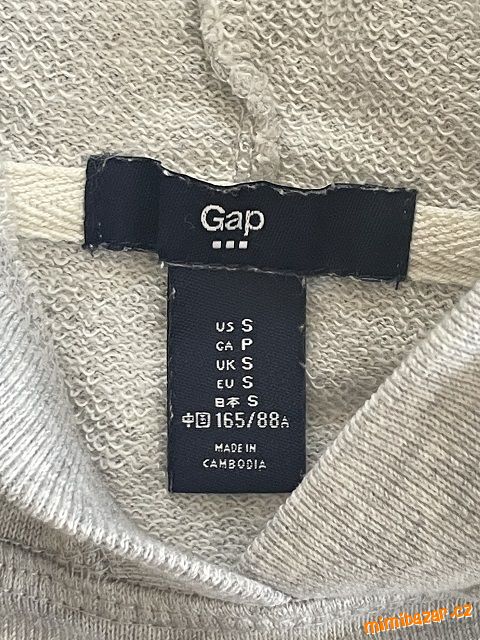 Gap
US S
CA P
UK S
EU S
日本 S
中国 165/88A
MADE IN
CAMBODIA
mimibazar.cz